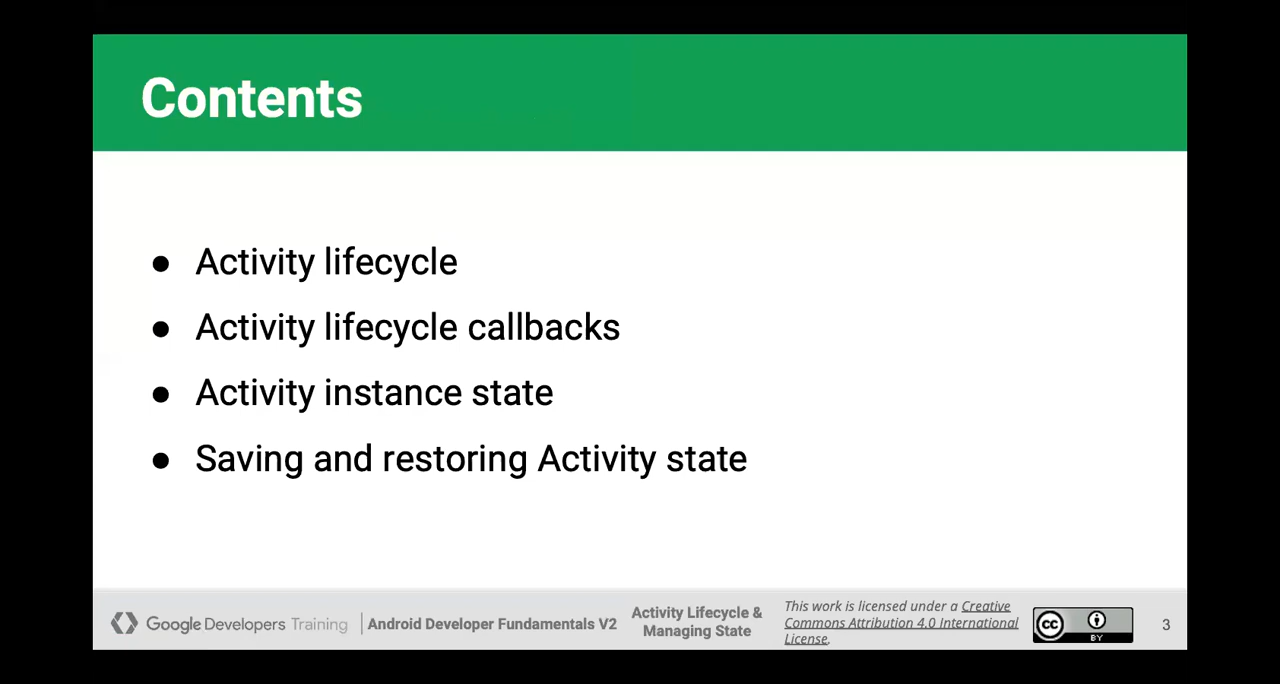 Contents
● Activity lifecycle
● Activity lifecycle callbacks
● Activity instance state
● Saving and restoring Activity state
Google Developers Training
Android Developer Fundamentals V2
Activity Lifecycle &
Managing State
This work is licensed under a Creative
Commons Attribution 4.0 International
License.
cc
BY
3